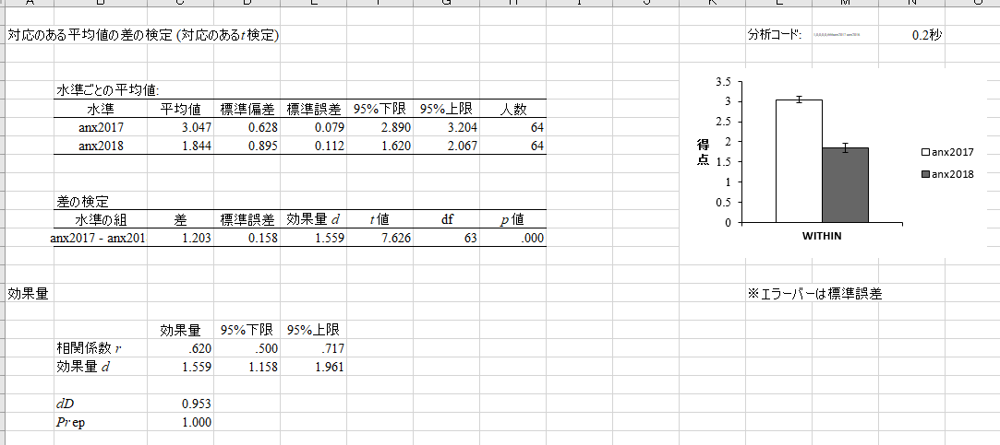 A B C D E F G H I J K L M N O
対応のある平均値の差の検定 (対応のあるt検定) 分析コード: 0.2秒
水準ごとの平均値:
水準 平均値 標準偏差 標準誤差 95%下限 95%上限 人数
anx2017 3.047 0.628 0.079 2.890 3.204 64
anx2018 1.844 0.895 0.112 1.620 2.067 64
差の検定
水準の組 差 標準誤差 効果量 d t 値 df p 値
anx2017 - anx201 1.203 0.158 1.559 7.626 63 .000
効果量
効果量 95%下限 95%上限
相関係数 r .620 .500 .717
効果量 d 1.559 1.158 1.961
dD 0.953
Prep 1.000
3.5
3
2.5
2
1.5
1
0.5
0
得点
WITHIN
anx2017
anx2018
※エラーバーは標準誤差